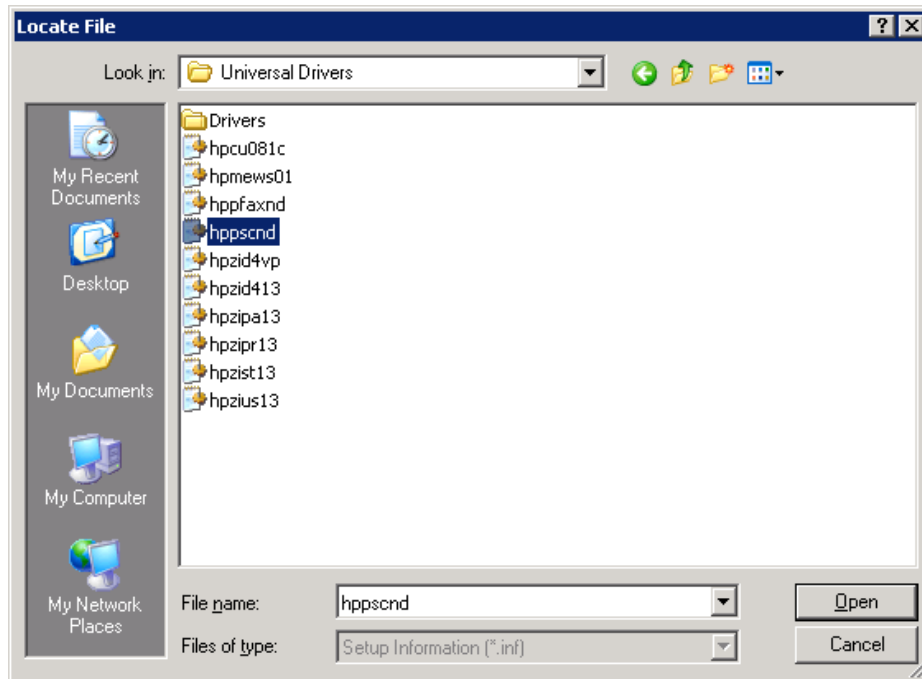 Locate File
Look in:
Universal Drivers
Drivers
hpcu081c
hpmews01
hppfaxnd
hppscnd
hpzid4vp
hpzid413
hpzipa13
hpzipr13
hpzist13
hpzius13
My Recent
Documents
Desktop
My Documents
My Computer
My Network
Places
File name:
hppscnd
Open
Files of type:
Setup Information (*.inf)
Cancel